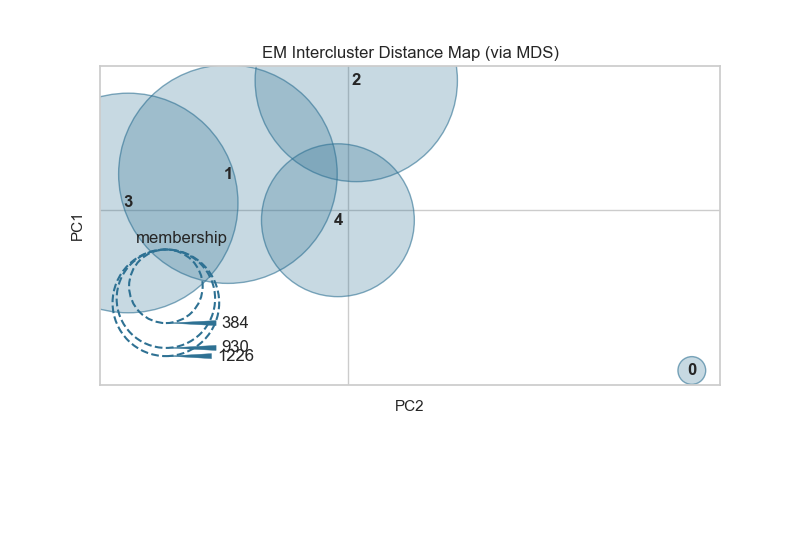 EM Intercluster Distance Map (via MDS)
2
1
3
4
PC1
membership
384
930
1226
0
PC2